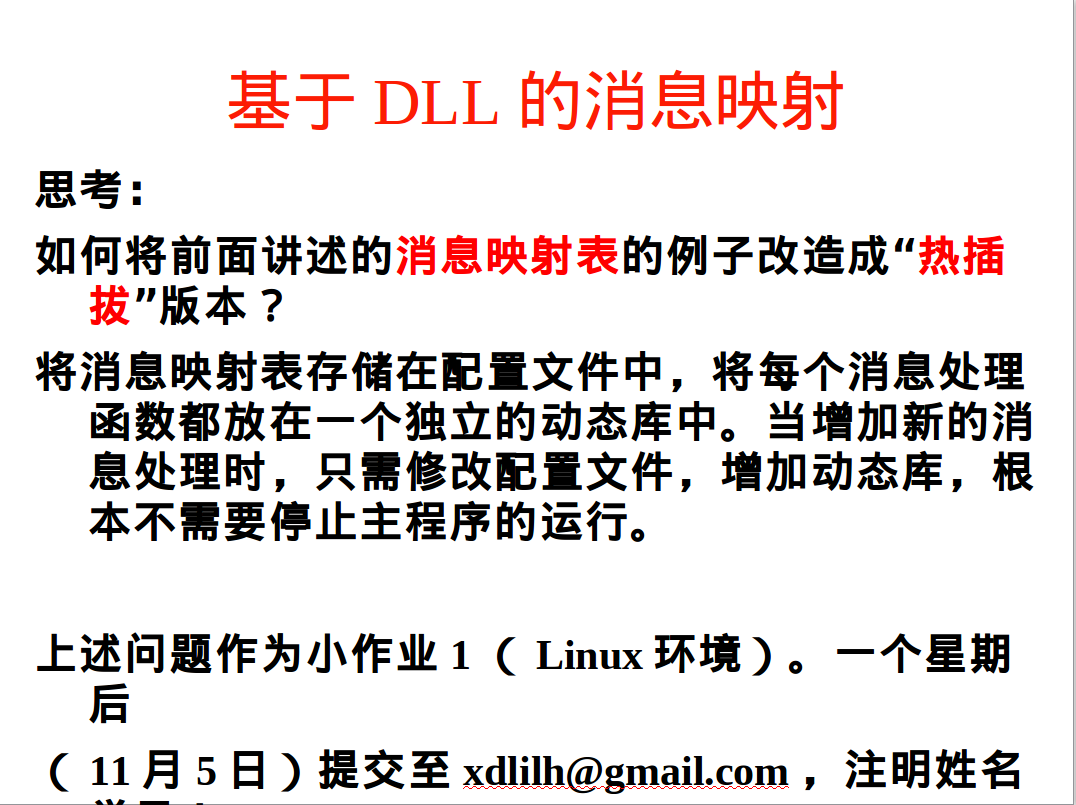 基于 DLL 的消息映射
思考：
如何将前面讲述的消息映射表的例子改造成“热插
拔”版本？
将消息映射表存储在配置文件中，将每个消息处理
函数都放在一个独立的动态库中。当增加新的消
息处理时，只需修改配置文件，增加动态库，根
本不需要停止主程序的运行。
上述问题作为小作业 1 （ Linux 环境）。一个星期
后
（ 11 月 5 日）提交至 xdlilh@gmail.com ，注明姓名